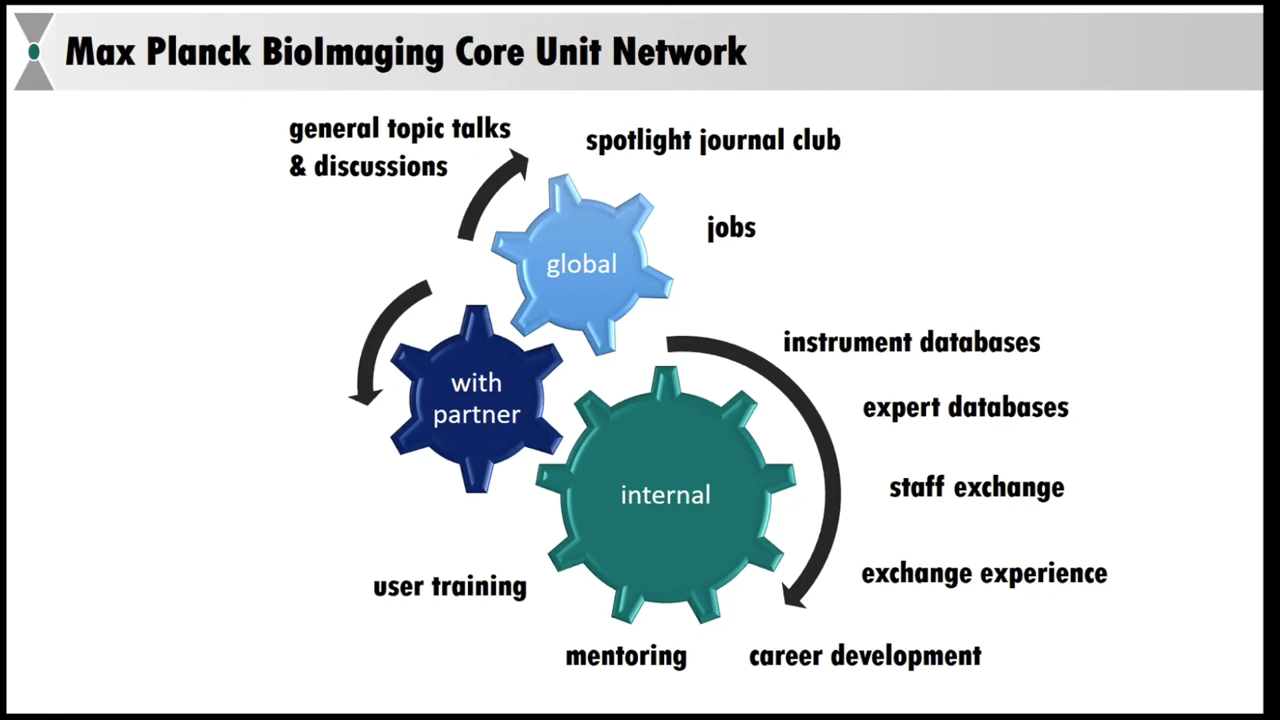 Max Planck BioImaging Core Unit Network
general topic talks
& discussions
spotlight journal club
jobs
global
with
partner
instrument databases
expert databases
staff exchange
internal
exchange experience
user training
mentoring
career development